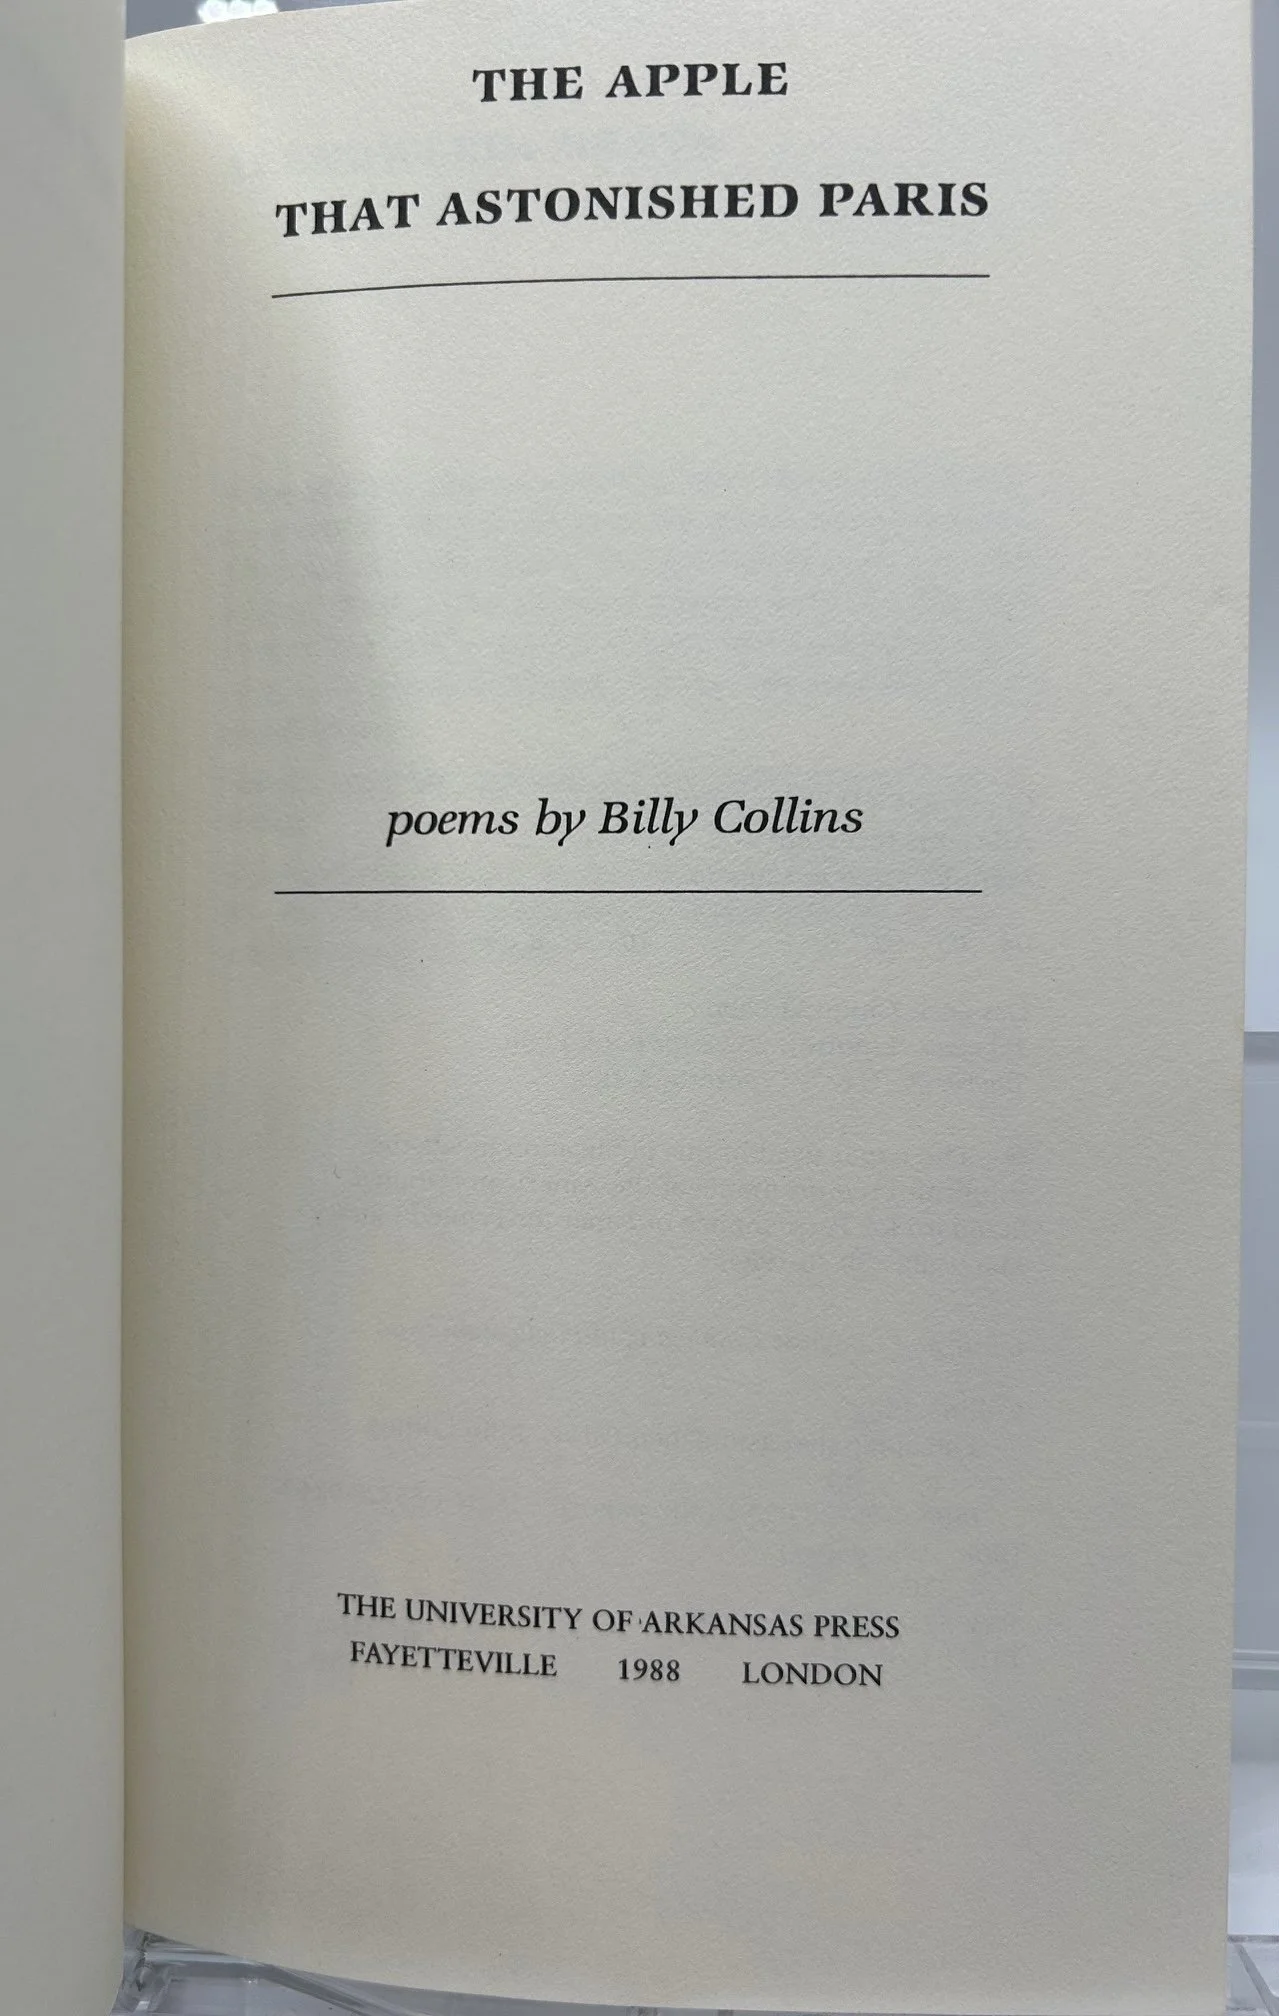 THE APPLE
THAT ASTONISHED PARIS
poems by Billy Collins
THE UNIVERSITY OF ARKANSAS PRESS
FAYETTEVILLE 1988 LONDON